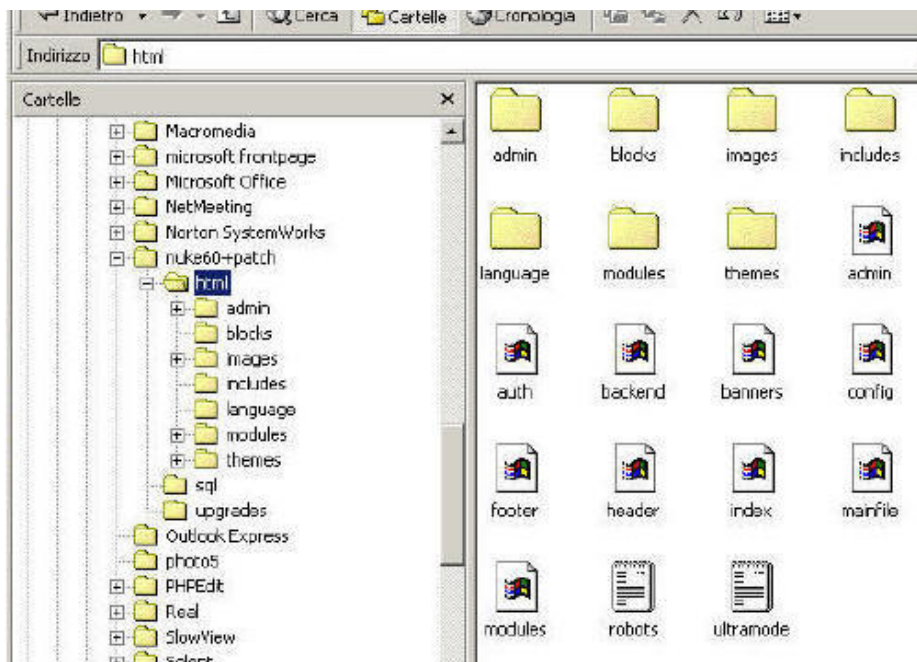 Indietro Cerca Cartelle Cronologia
Indirizzo html
Cartelle
Macromedia
microsoft frontpage
Microsoft Office
NetMeeting
Norton SystemWorks
nuke60+patch
html
admin
blocks
images
includes
language
modules
themes
sql
upgrades
Outlook Express
photo5
PHPEdit
Real
SlowView
admin blocks images includes
language modules themes admin
auth backend banners config
footer header index mainfile
modules robots ultramode